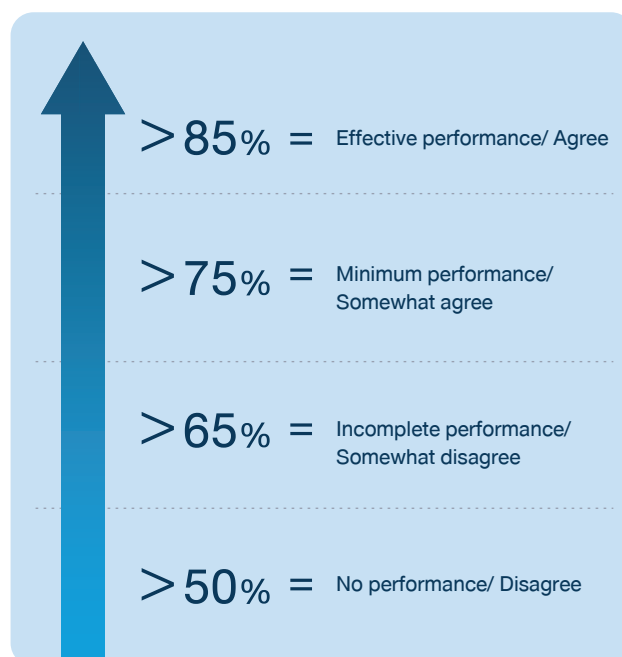 >85% = Effective performance/ Agree
>75% = Minimum performance/
Somewhat agree
>65% = Incomplete performance/
Somewhat disagree
>50% = No performance/ Disagree